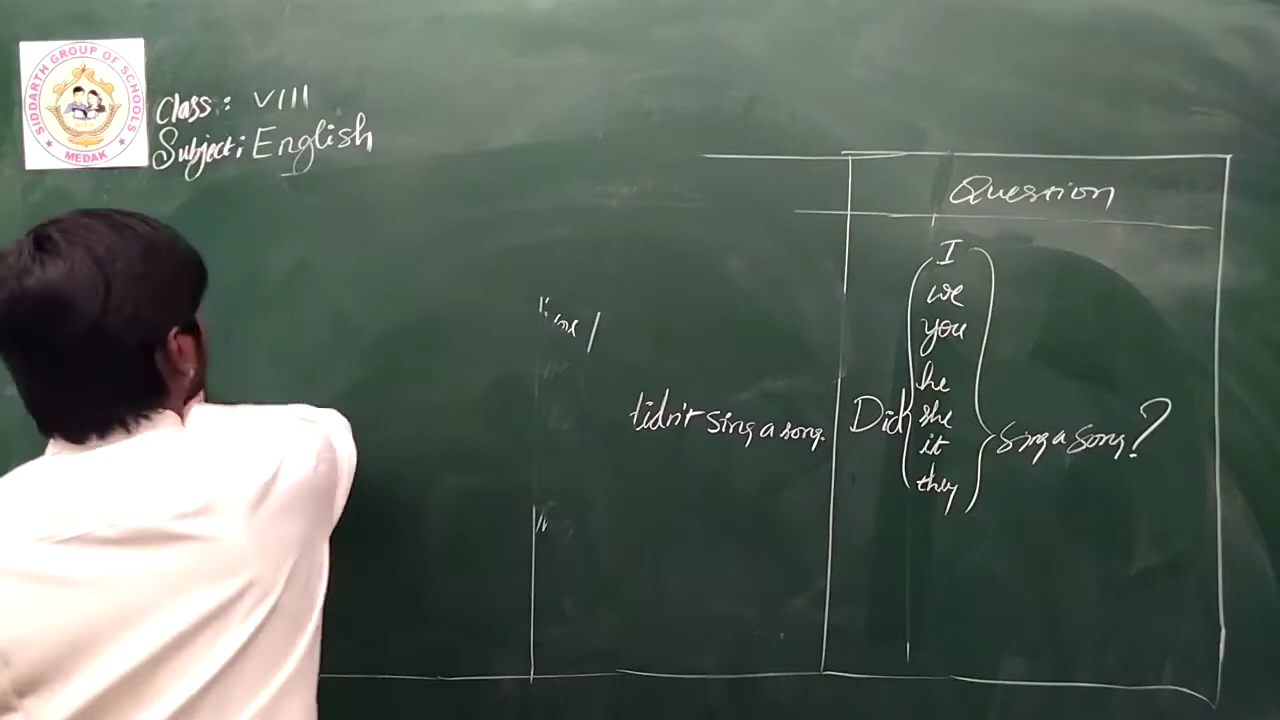 SIDDARTH GROUP OF SCHOOLS
MEDAK
Class: VIII
Subject: English
Question
I
we
you
he
Did she sing a song?
it
they
sing a song.